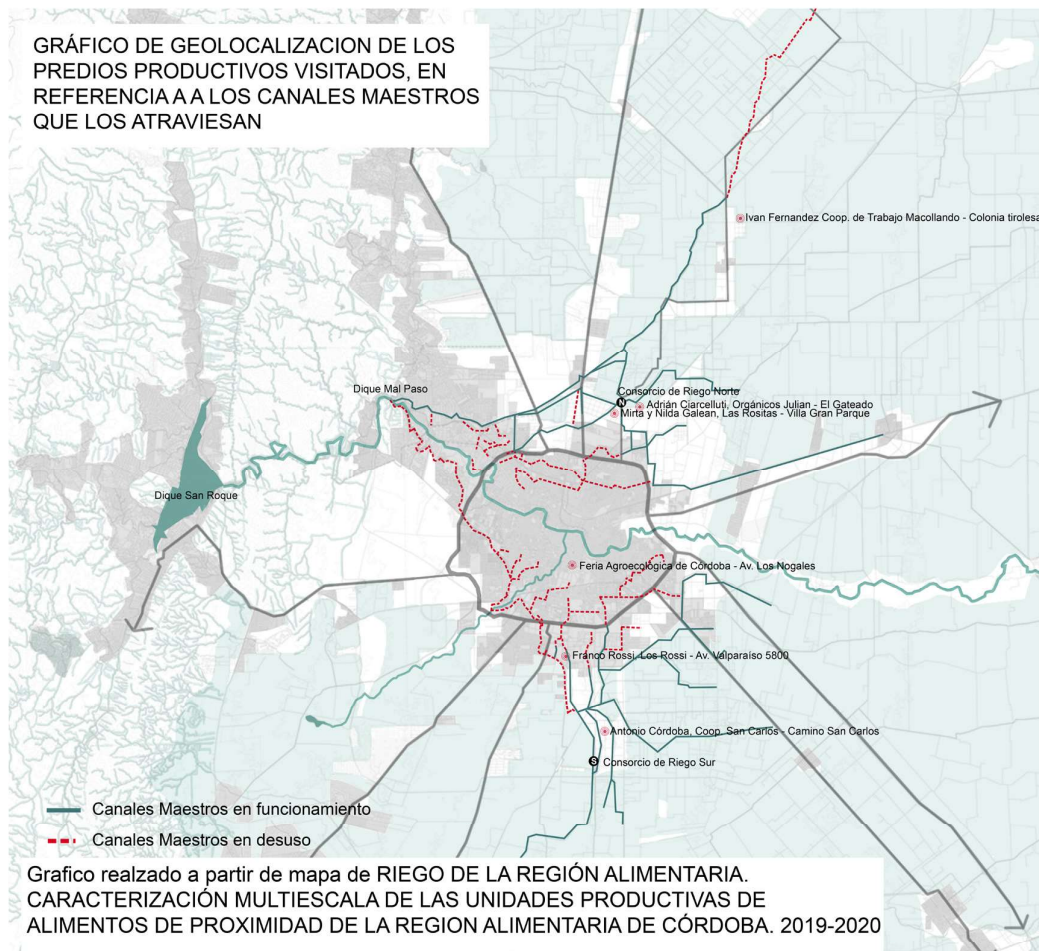 GRÁFICO DE GEOLOCALIZACION DE LOS
PREDIOS PRODUCTIVOS VISITADOS, EN
REFERENCIA A A LOS CANALES MAESTROS
QUE LOS ATRAVIESAN
Ivan Fernandez Coop. de Trabajo Macollando - Colonia tirolesa
Dique Mal Paso
Consorcio de Riego Norte
N
Adrián Ciarcelluti, Orgánicos Julian - El Gateado
Mirta y Nilda Galean, Las Rositas - Villa Gran Parque
Dique San Roque
Feria Agroecológica de Córdoba - Av. Los Nogales
Franco Rossi, Los Rossi - Av. Valparaíso 5800
Antonio Córdoba, Coop. San Carlos - Camino San Carlos
S Consorcio de Riego Sur
Canales Maestros en funcionamiento
Canales Maestros en desuso
Grafico realzado a partir de mapa de RIEGO DE LA REGIÓN ALIMENTARIA.
CARACTERIZACIÓN MULTIESCALA DE LAS UNIDADES PRODUCTIVAS DE
ALIMENTOS DE PROXIMIDAD DE LA REGION ALIMENTARIA DE CÓRDOBA. 2019-2020